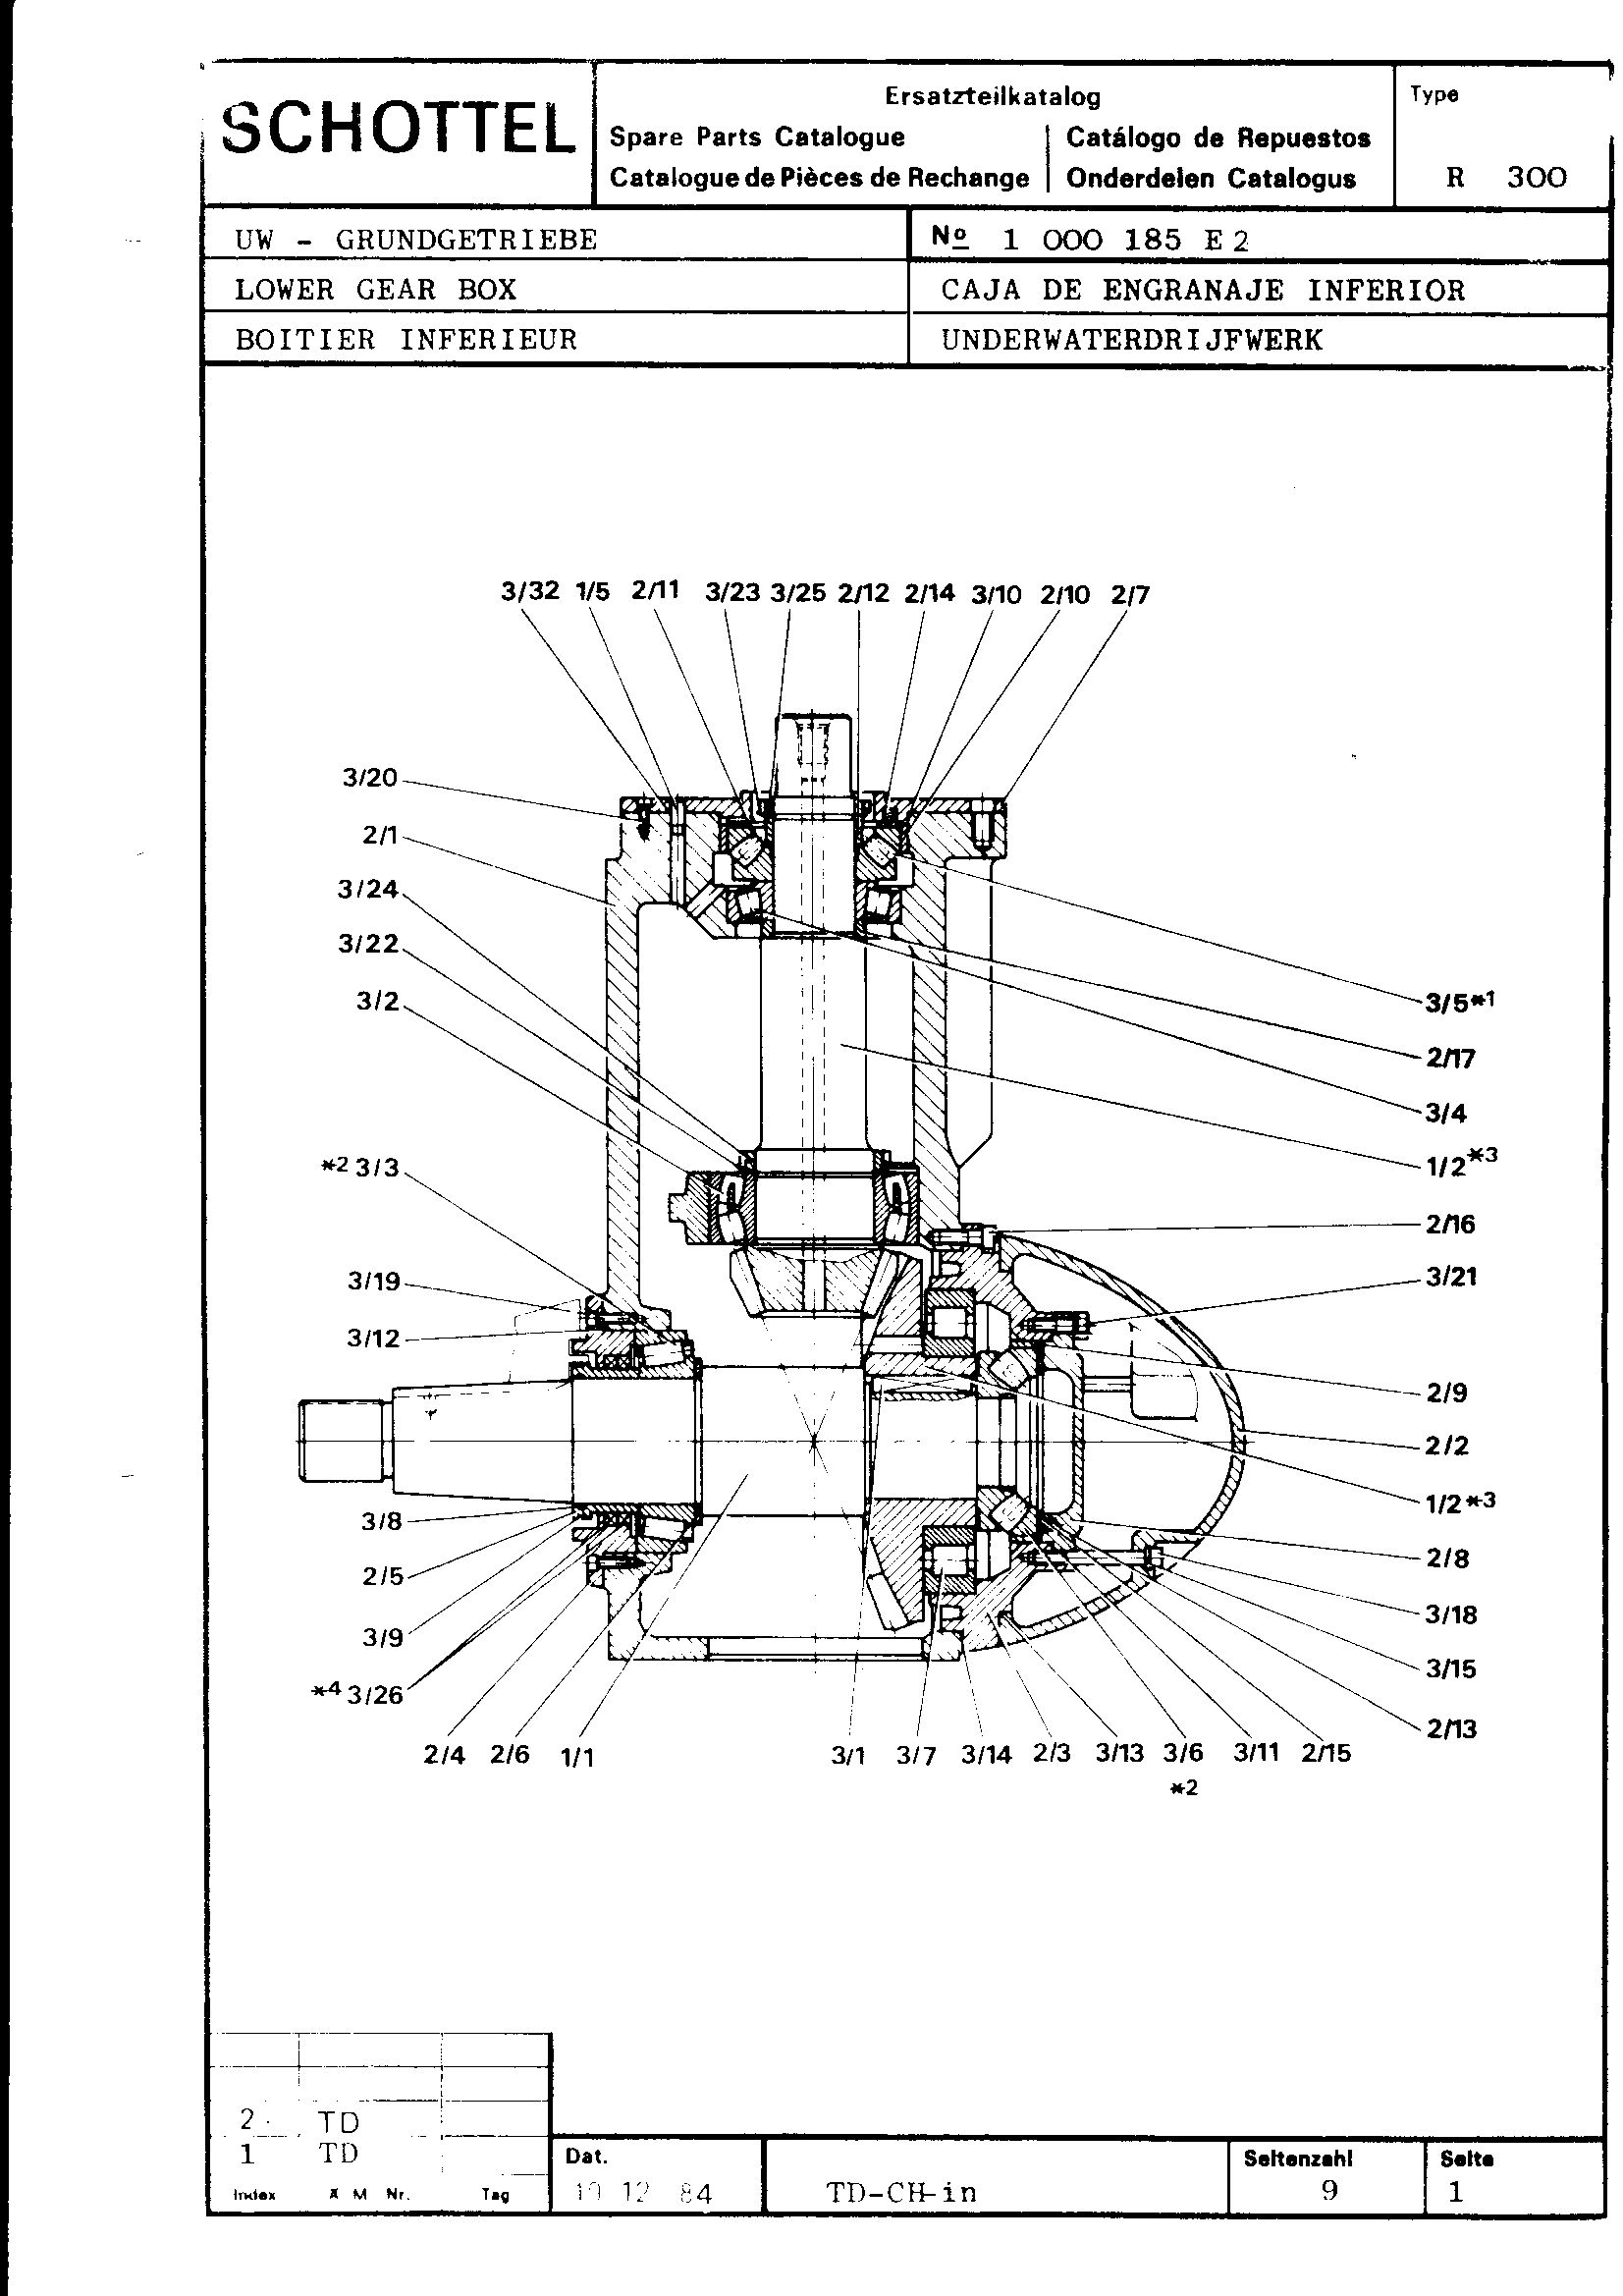 SCHOTTEL
Ersatzteilkatalog
Spare Parts Catalogue
Catálogo de Repuestos
Catalogue de Pièces de Rechange
Onderdelen Catalogus
Type
R 300
UW - GRUNDGETRIEBE
Nº 1 000 185 E 2
LOWER GEAR BOX
CAJA DE ENGRANAJE INFERIOR
BOITIER INFERIEUR
UNDERWATERDRIJFWERK
3/32 1/5 2/11 3/23 3/25 2/12 2/14 3/10 2/10 2/7
3/20
2/1
3/24
3/22
3/2
*2 3/3
3/19
3/12
3/8
2/5
3/9
*4 3/26
3/5*1
2/17
3/4
1/2*3
2/16
3/21
2/9
2/2
1/2*3
2/8
3/18
3/15
2/13
2/4 2/6 1/1 3/1 3/7 3/14 2/3 3/13 3/6 3/11 2/15
*2
2 TD
1 TD
Index Ä M Nr. Tag
Dat.
12 84
TD-CH-in
Seitenzahl
9
Seite
1